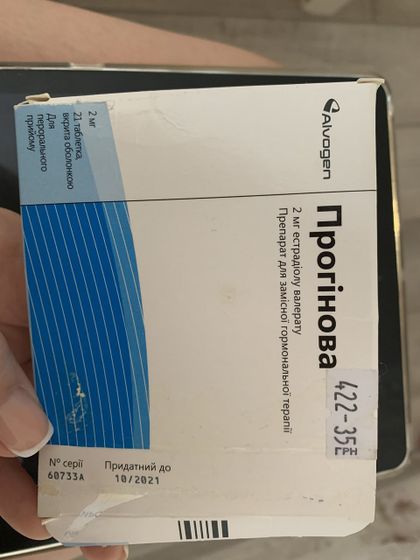 Alvogen
Прогінова
2 мг естрадіолу валерату
Препарат для замісної гормональної терапії
2 мг
21 таблетка,
вкрита оболонкою
Для
перорального
прийому
422-35
№ серії
60733A
Придатний до
10/2021